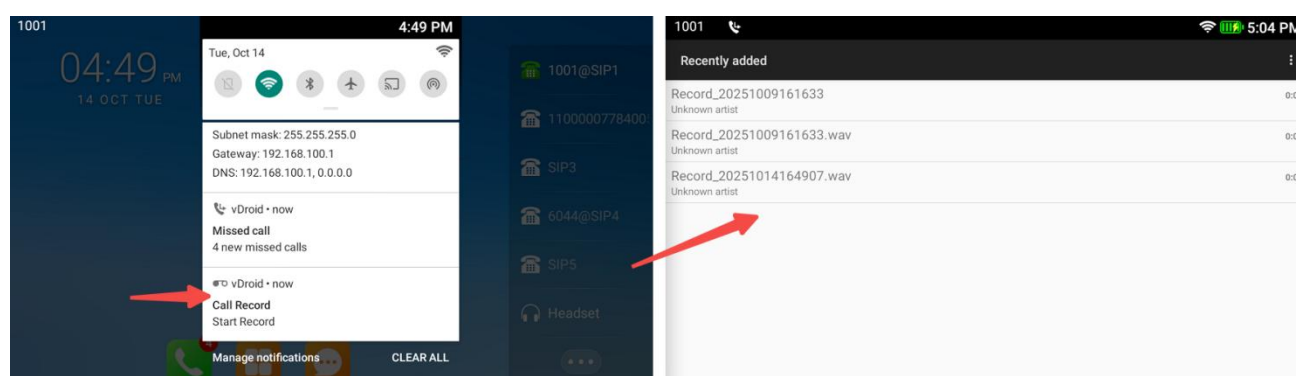 1001
4:49 PM
04:49 PM
14 OCT TUE
Tue, Oct 14
Subnet mask: 255.255.255.0
Gateway: 192.168.100.1
DNS: 192.168.100.1, 0.0.0.0
vDroid • now
Missed call
4 new missed calls
vDroid • now
Call Record
Start Record
Manage notifications
CLEAR ALL
4
1001@SIP1
1100000778400
SIP3
6044@SIP4
SIP5
Headset
1001
5:04 PM
Recently added
Record_20251009161633
Unknown artist
Record_20251009161633.wav
Unknown artist
Record_20251014164907.wav
Unknown artist